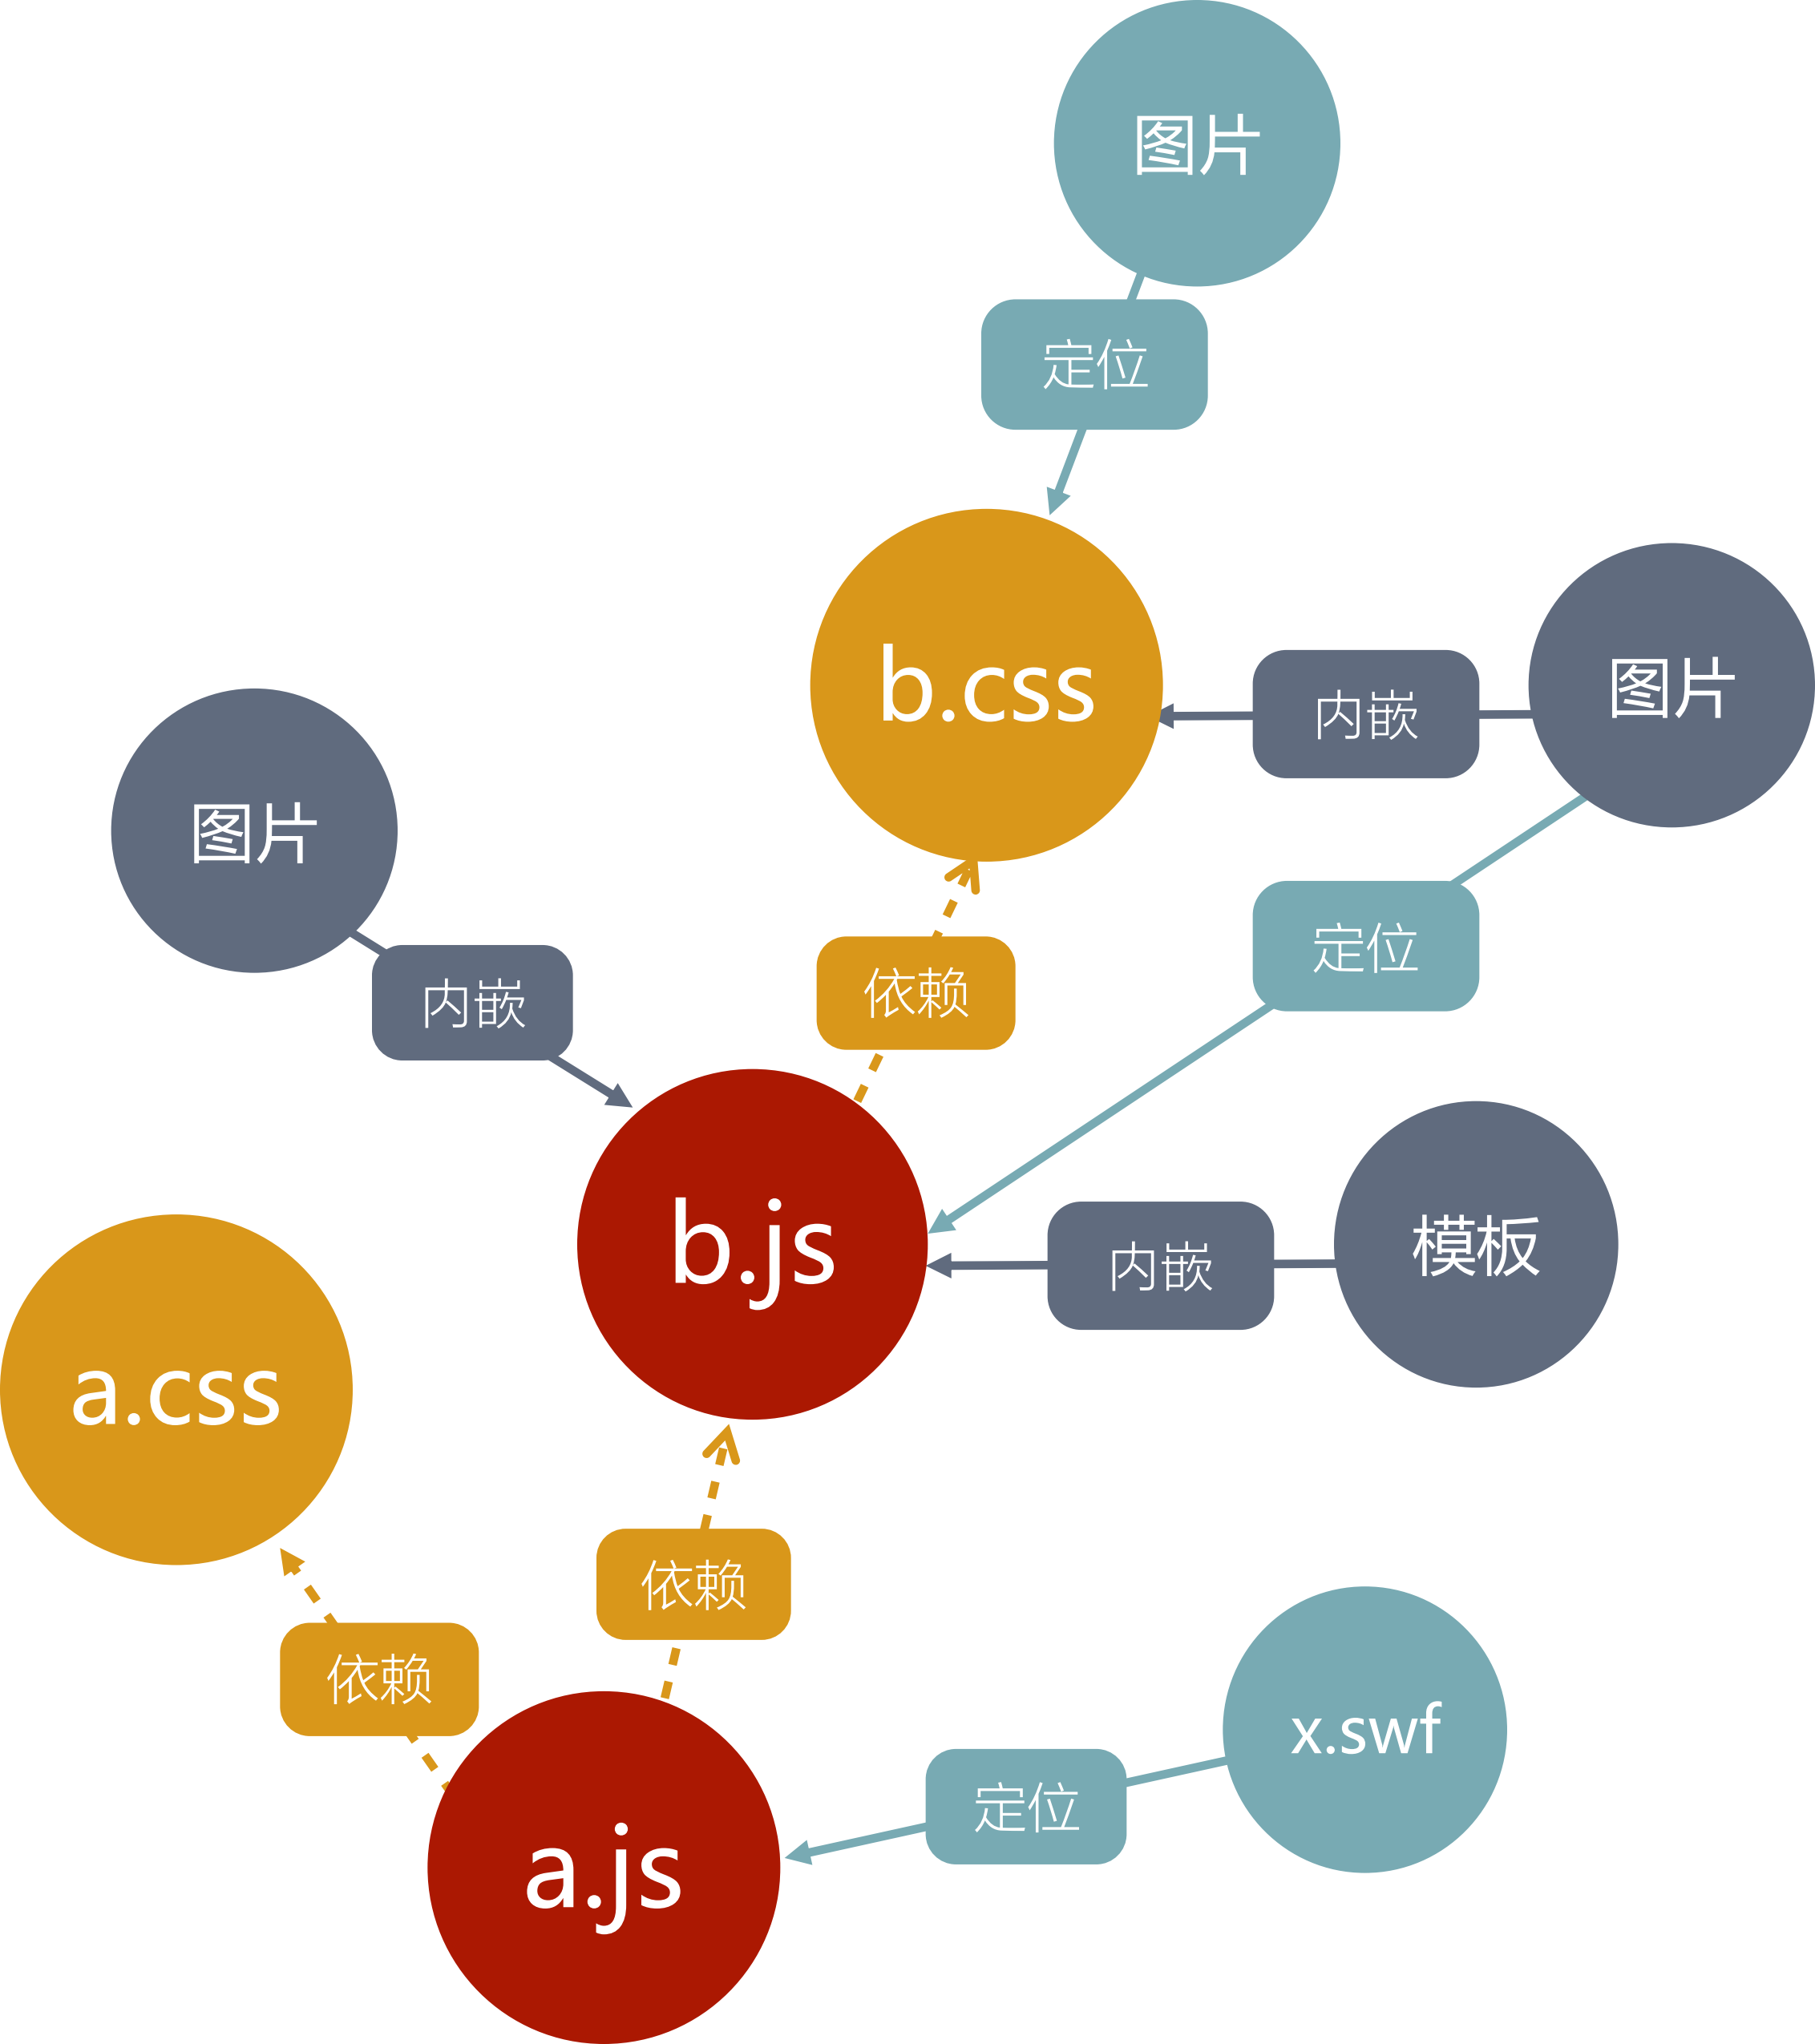 图片
定位
b.css
内嵌
图片
图片
定位
依赖
内嵌
b.js
内嵌
模板
a.css
依赖
依赖
x.swf
定位
a.js